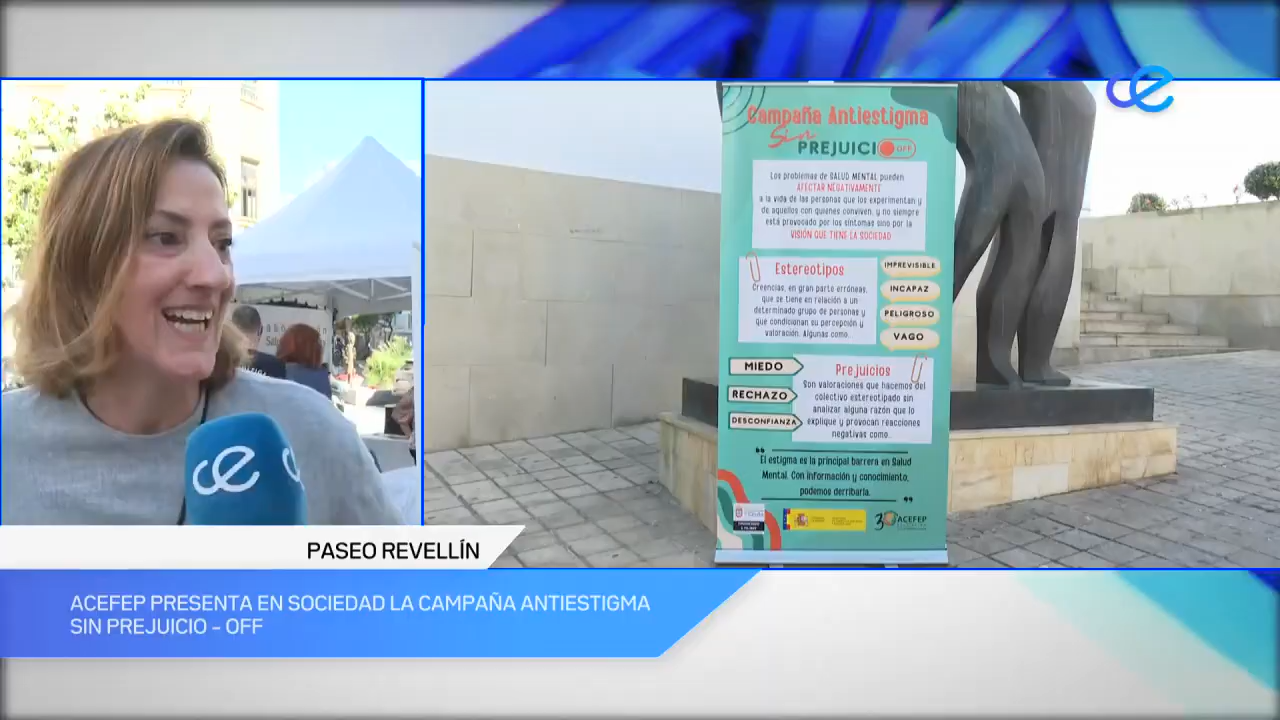 ce
Campaña Antiestigma
Sin
PREJUICI OFF
Los problemas de SALUD MENTAL pueden
AFECTAR NEGATIVAMENTE
a la vida de las personas que los experimentan y
de aquellos con quienes conviven, y no siempre
está provocado por los síntomas sino por la
VISIÓN QUE TIENE LA SOCIEDAD
Estereotipos
Creencias, en gran parte erróneas,
que se tiene en relación a un
determinado grupo de personas y
que condicionan su percepción y
valoración. Algunas como...
IMPREVISIBLE
INCAPAZ
PELIGROSO
VAGO
MIEDO
RECHAZO
DESCONFIANZA
Prejuicios
Son valoraciones que hacemos del
colectivo estereotipado sin
analizar alguna razón que lo
explique y provocan reacciones
negativas como...
"El estigma es la principal barrera en Salud
Mental. Con información y conocimiento,
podemos derribarla.
"
30 ACEFEP
ce
PASEO REVELLÍN
ACEFEP PRESENTA EN SOCIEDAD LA CAMPAÑA ANTIESTIGMA
SIN PREJUICIO - OFF